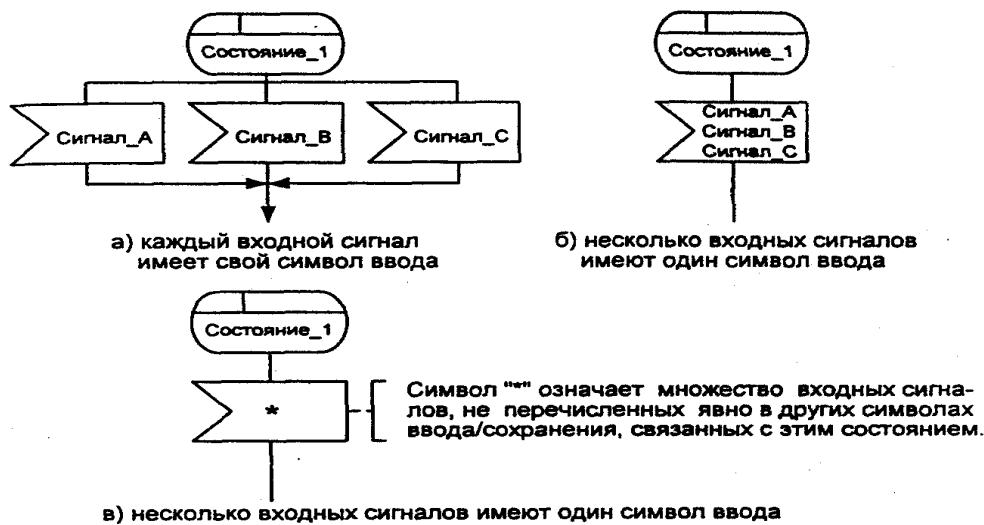 Состояние_1
Состояние_1
Сигнал_А
Сигнал_В
Сигнал_С
Сигнал_А
Сигнал_В
Сигнал_С
а) каждый входной сигнал
имеет свой символ ввода
б) несколько входных сигналов
имеют один символ ввода
Состояние_1
*
Символ "*" означает множество входных сигна-
лов, не перечисленных явно в других символах
ввода/сохранения, связанных с этим состоянием.
в) несколько входных сигналов имеют один символ ввода